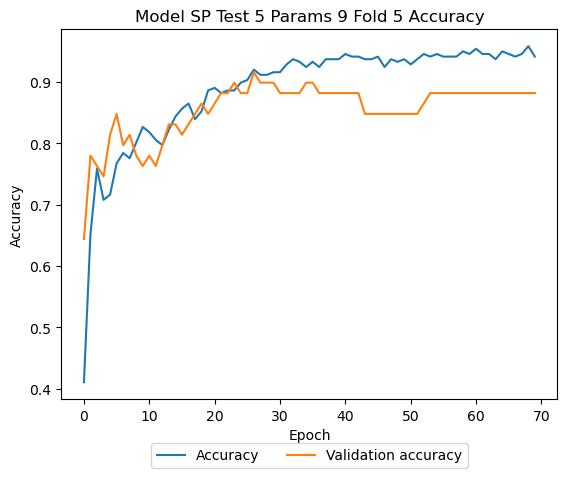 Model SP Test 5 Params 9 Fold 5 Accuracy
0.9
0.8
0.7
0.6
0.5
0.4
Accuracy
0 10 20 30 40 50 60 70
Epoch
Accuracy Validation accuracy